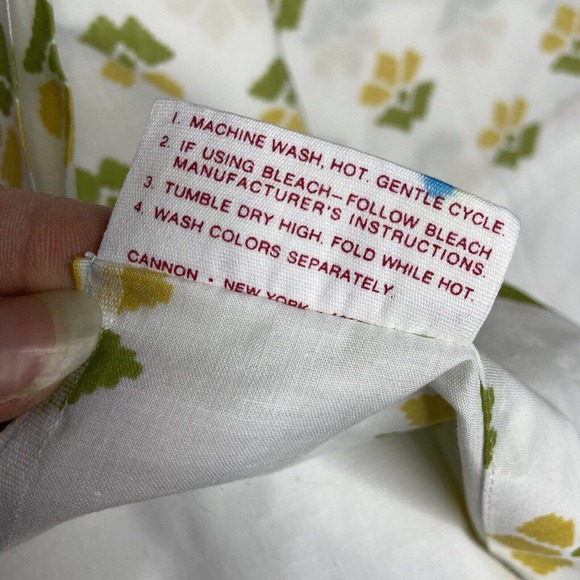 1. MACHINE WASH, HOT. GENTLE CYCLE.
2. IF USING BLEACH—FOLLOW BLEACH
MANUFACTURER'S INSTRUCTIONS.
3. TUMBLE DRY HIGH. FOLD WHILE HOT.
4. WASH COLORS SEPARATELY.
CANNON • NEW YORK